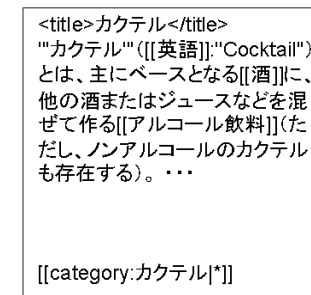 <title>カクテル</title>
'''カクテル'''([[英語]]:''Cocktail'')
とは、主にベースとなる[[酒]]に、
他の酒またはジュースなどを混
ぜて作る[[アルコール飲料]](た
だし、ノンアルコールのカクテル
も存在する)。・・・
[[category:カクテル|*]]